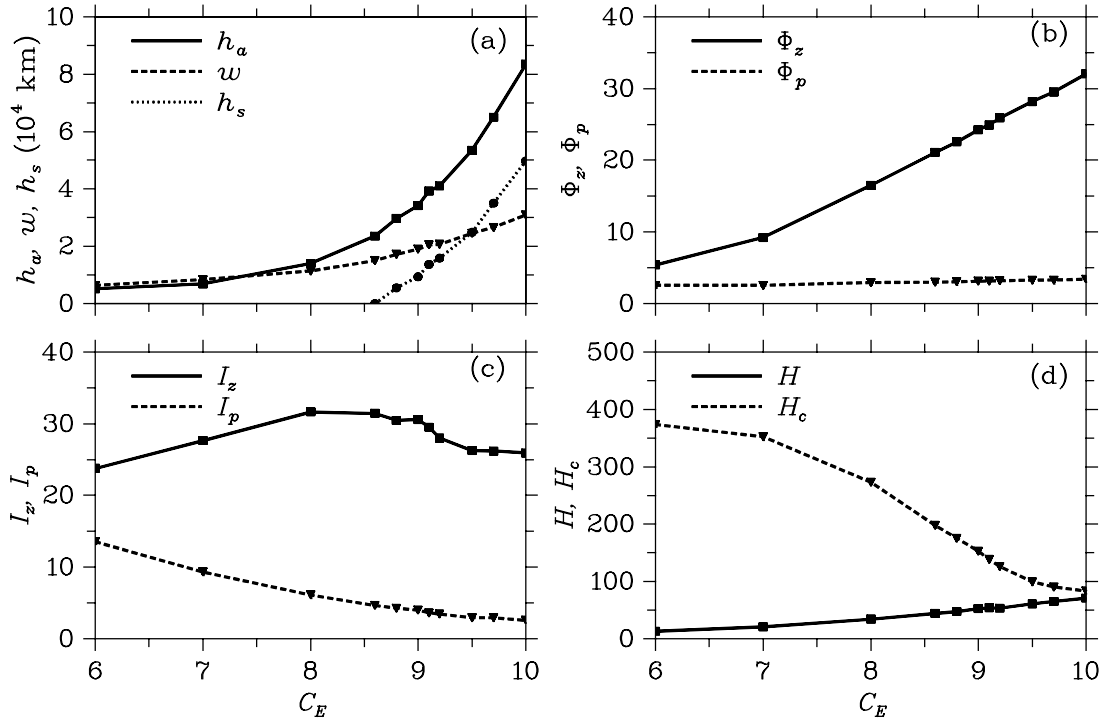 10
8
6
4
2
0
h_a, w, h_s (10^4 km)
h_a
w
h_s
(a)
40
30
20
10
0
Φ_z, Φ_p
Φ_z
Φ_p
(b)
40
30
20
10
0
I_z, I_p
I_z
I_p
(c)
6 7 8 9 10
C_E
500
400
300
200
100
0
H, H_c
H
H_c
(d)
6 7 8 9 10
C_E